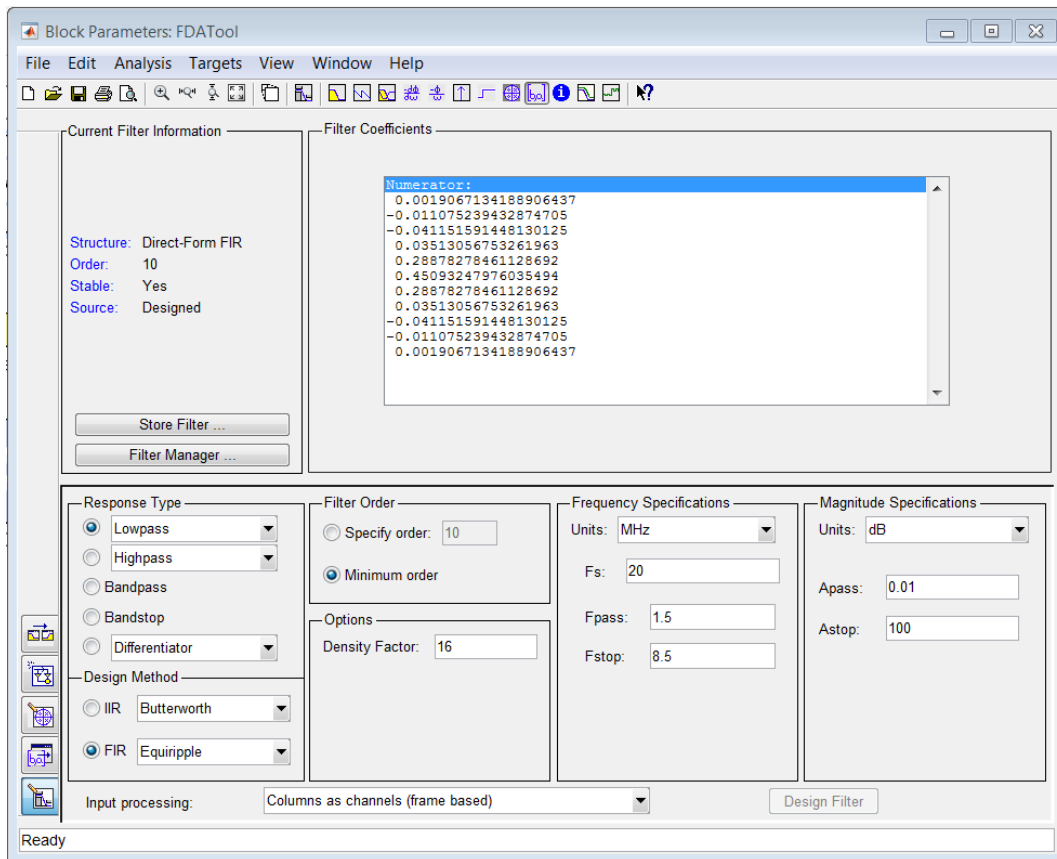 Block Parameters: FDATool
File Edit Analysis Targets View Window Help
Current Filter Information
Structure: Direct-Form FIR
Order: 10
Stable: Yes
Source: Designed
Store Filter ...
Filter Manager ...
Filter Coefficients
Numerator:
0.0019067134188906437
-0.011075239432874705
-0.041151591448130125
0.03513056753261963
0.28878278461128692
0.45093247976035494
0.28878278461128692
0.03513056753261963
-0.041151591448130125
-0.011075239432874705
0.0019067134188906437
Response Type
Lowpass
Highpass
Bandpass
Bandstop
Differentiator
Design Method
IIR Butterworth
FIR Equiripple
Filter Order
Specify order: 10
Minimum order
Options
Density Factor: 16
Frequency Specifications
Units: MHz
Fs: 20
Fpass: 1.5
Fstop: 8.5
Magnitude Specifications
Units: dB
Apass: 0.01
Astop: 100
Input processing: Columns as channels (frame based)
Design Filter
Ready